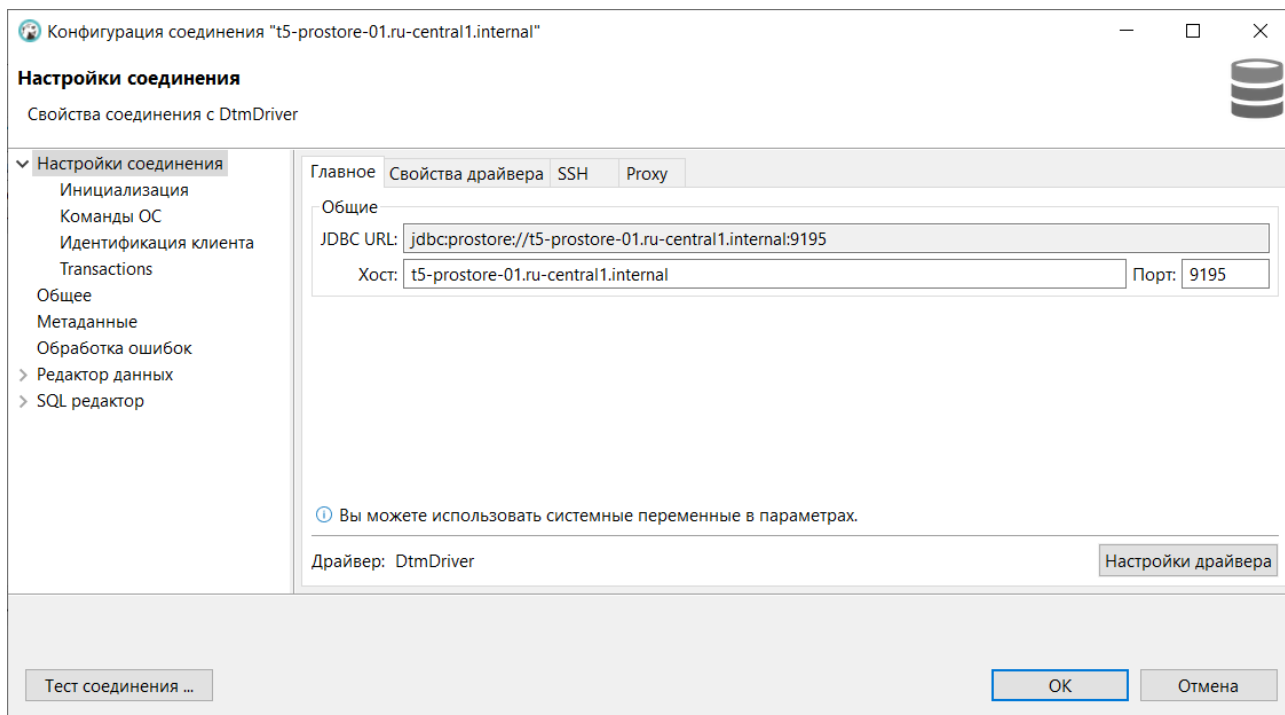 Конфигурация соединения "t5-prostore-01.ru-central1.internal"
Настройки соединения
Свойства соединения с DtmDriver
Настройки соединения
Инициализация
Команды ОС
Идентификация клиента
Transactions
Общее
Метаданные
Обработка ошибок
Редактор данных
SQL редактор
Главное Свойства драйвера SSH Proxy
Общие
JDBC URL: jdbc:prostore://t5-prostore-01.ru-central1.internal:9195
Хост: t5-prostore-01.ru-central1.internal Порт: 9195
Вы можете использовать системные переменные в параметрах.
Драйвер: DtmDriver Настройки драйвера
Тест соединения ... ОК Отмена